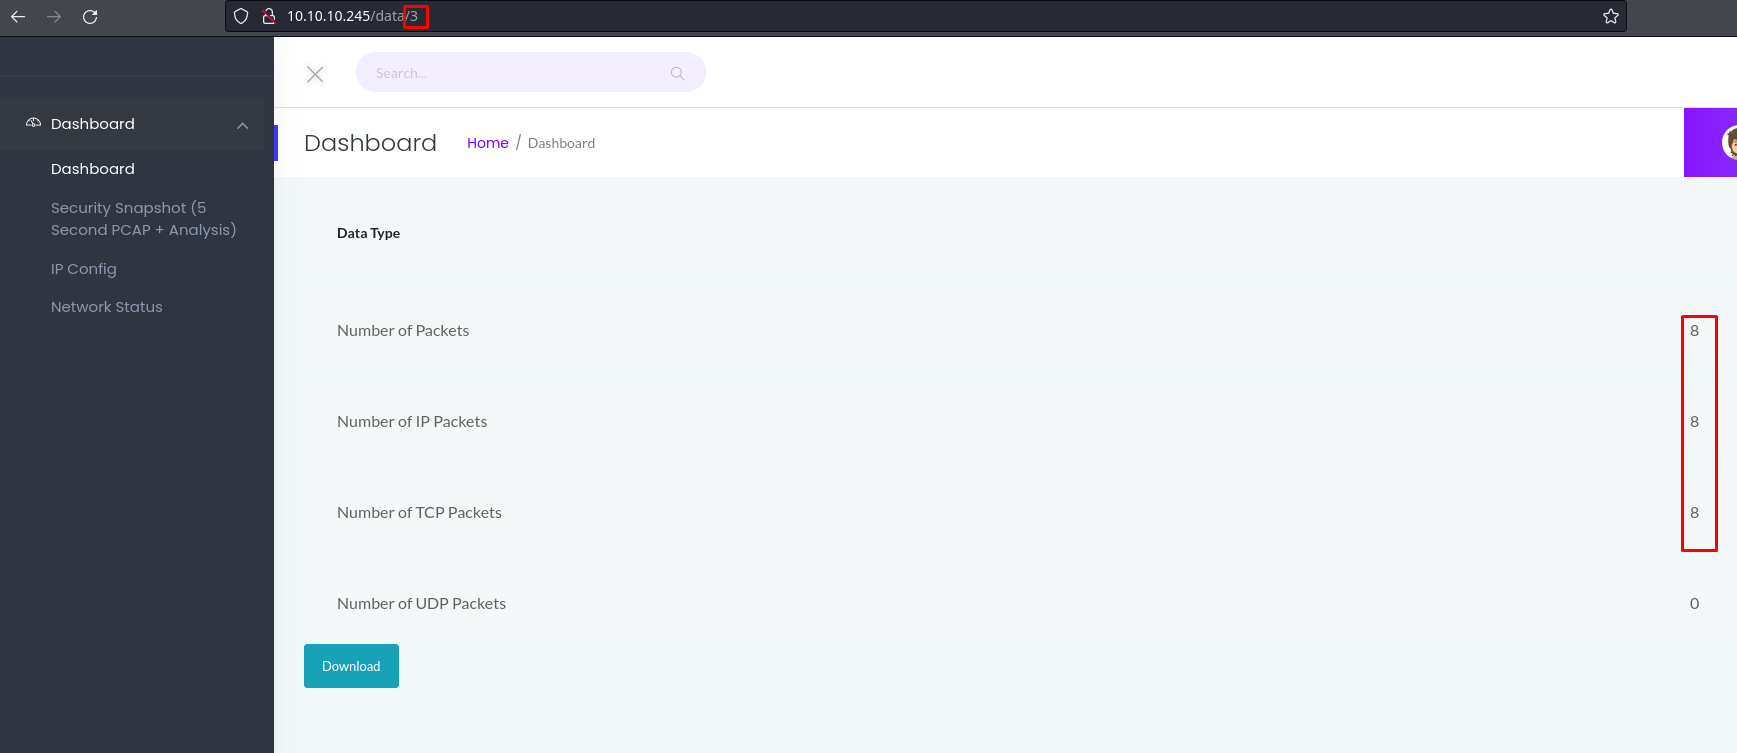 10.10.10.245/data/3
Search...
Dashboard
Dashboard
Security Snapshot (5
Second PCAP + Analysis)
IP Config
Network Status
Dashboard Home / Dashboard
Data Type
Number of Packets 8
Number of IP Packets 8
Number of TCP Packets 8
Number of UDP Packets 0
Download